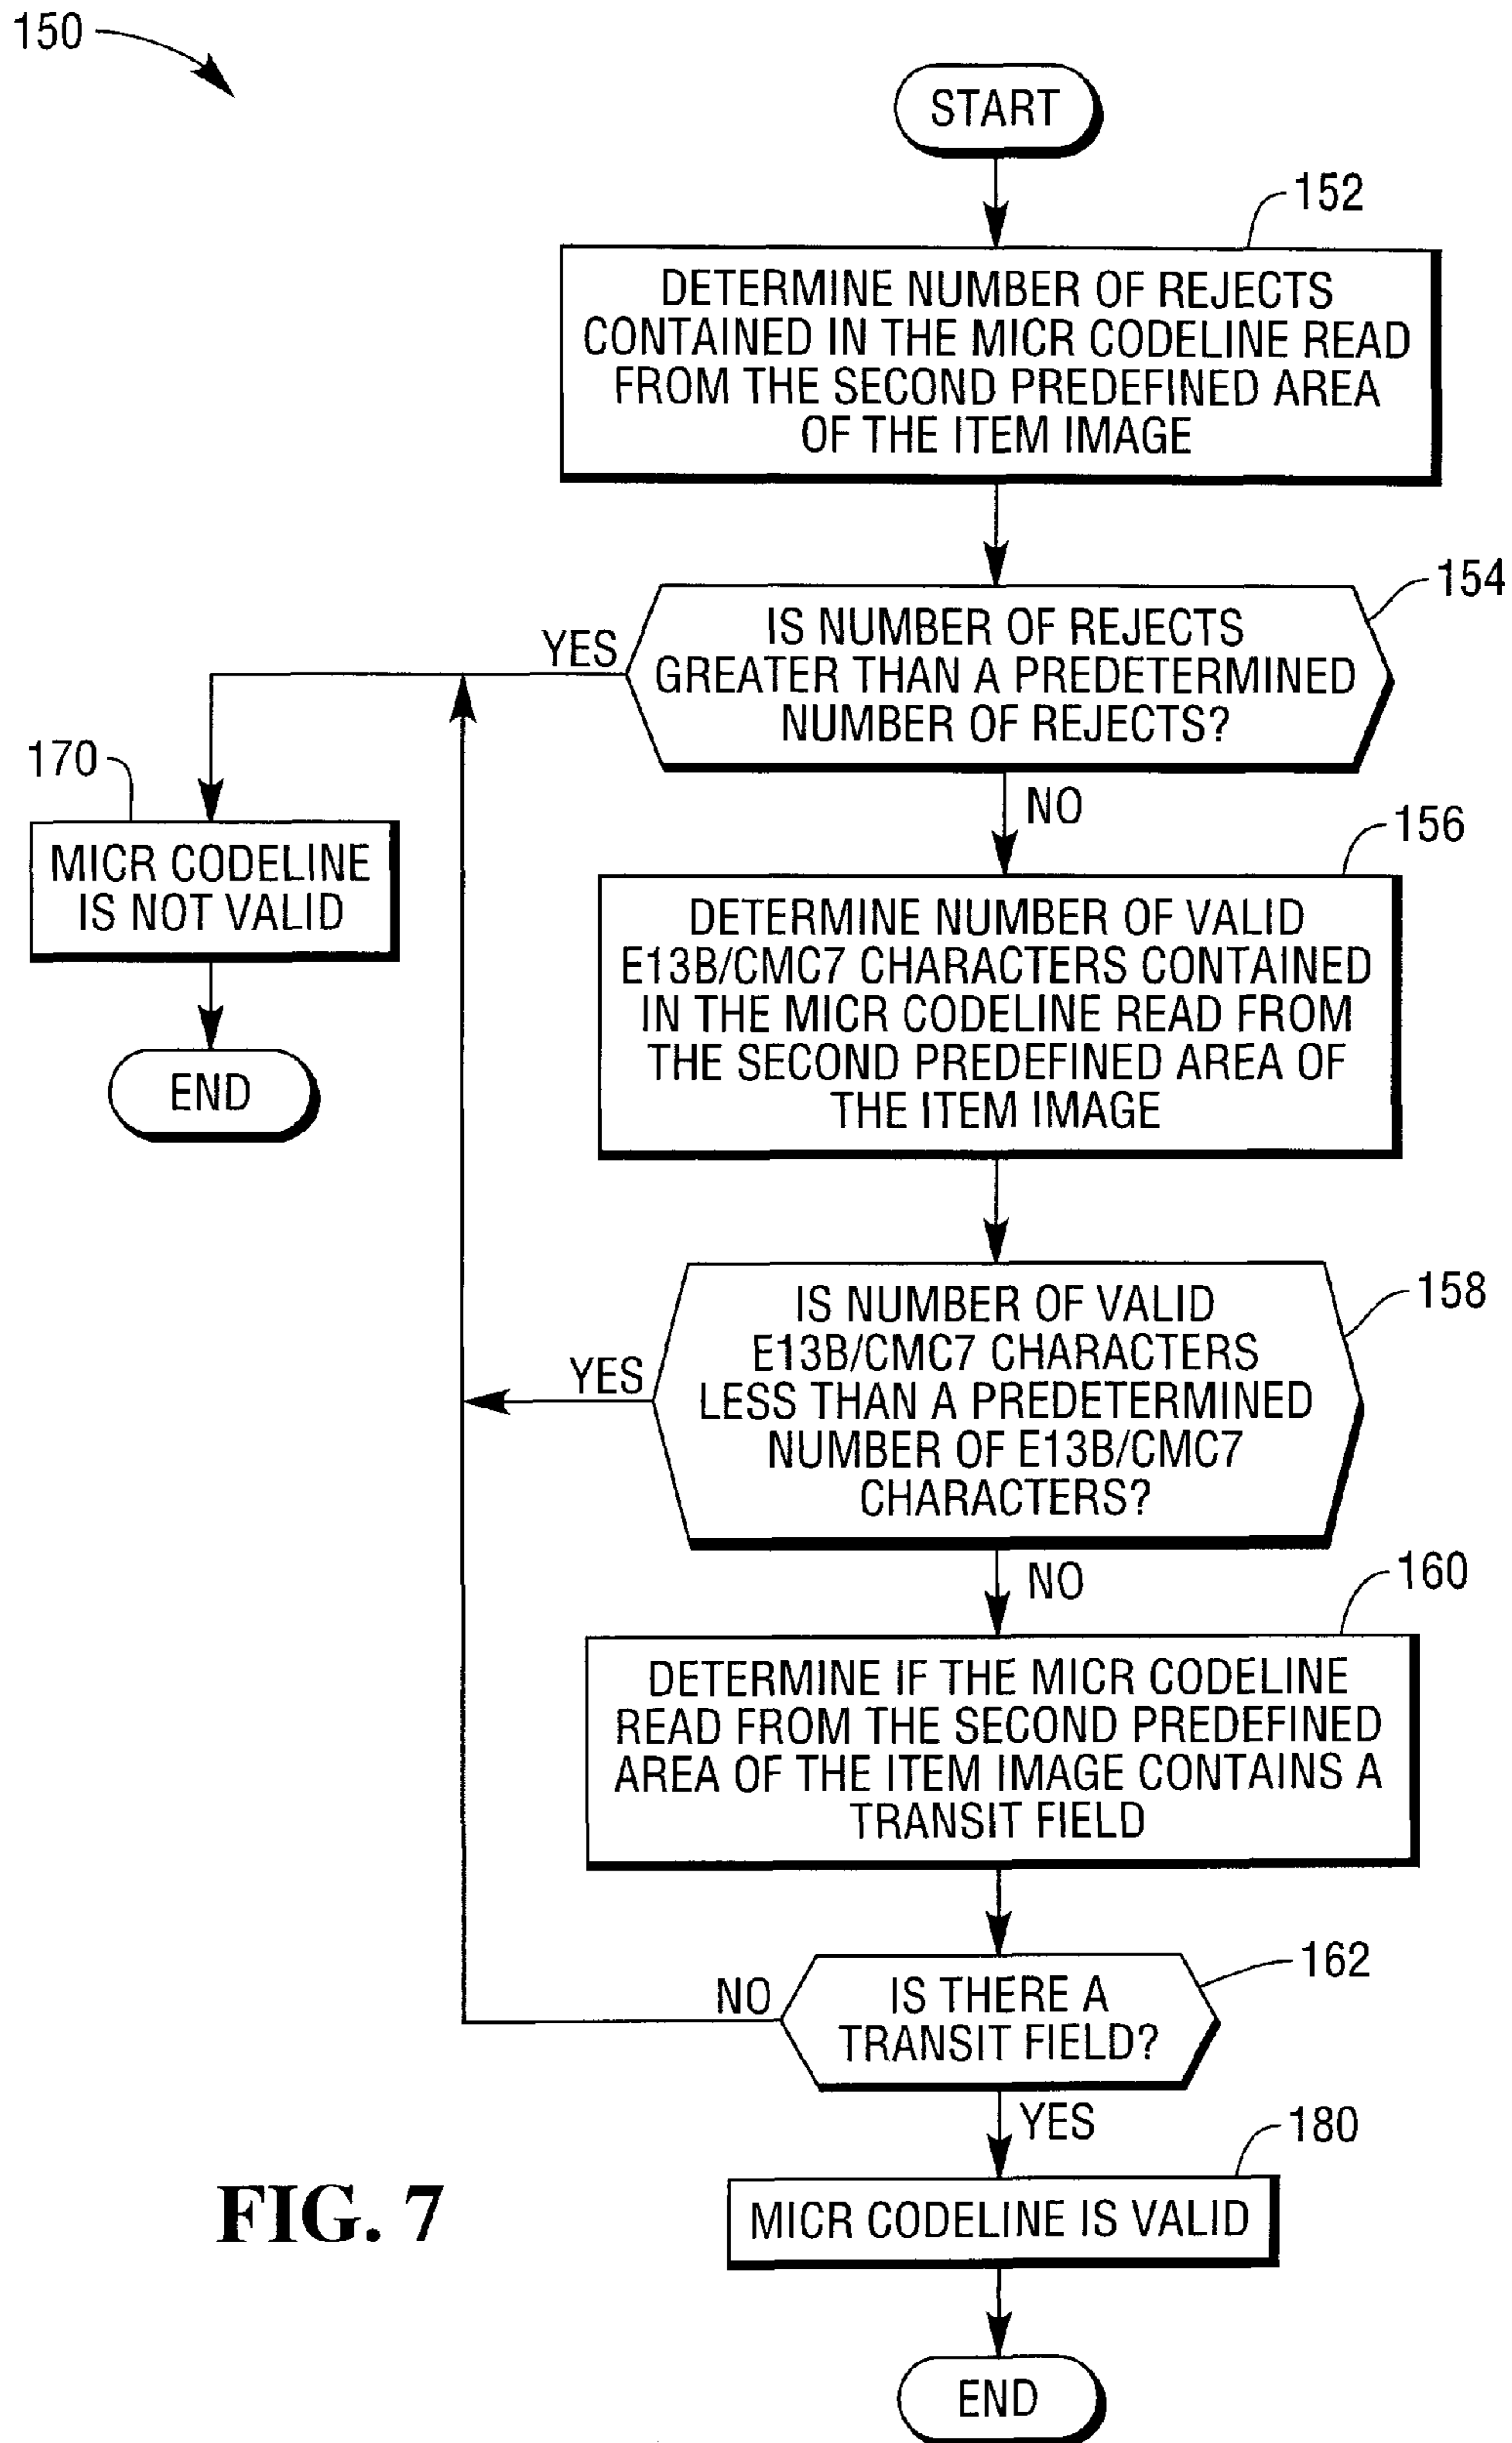 150
START
152
DETERMINE NUMBER OF REJECTS
CONTAINED IN THE MICR CODELINE READ
FROM THE SECOND PREDEFINED AREA
OF THE ITEM IMAGE
154
IS NUMBER OF REJECTS
GREATER THAN A PREDETERMINED
NUMBER OF REJECTS?
YES
NO
170
MICR CODELINE
IS NOT VALID
END
156
DETERMINE NUMBER OF VALID
E13B/CMC7 CHARACTERS CONTAINED
IN THE MICR CODELINE READ FROM
THE SECOND PREDEFINED AREA OF
THE ITEM IMAGE
158
IS NUMBER OF VALID
E13B/CMC7 CHARACTERS
LESS THAN A PREDETERMINED
NUMBER OF E13B/CMC7
CHARACTERS?
YES
NO
160
DETERMINE IF THE MICR CODELINE
READ FROM THE SECOND PREDEFINED
AREA OF THE ITEM IMAGE CONTAINS A
TRANSIT FIELD
162
IS THERE A
TRANSIT FIELD?
NO
YES
180
MICR CODELINE IS VALID
END
FIG. 7